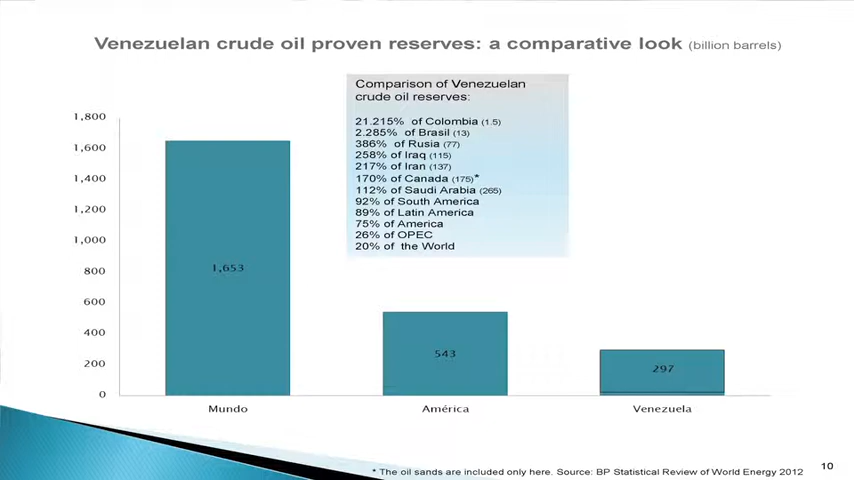 Venezuelan crude oil proven reserves: a comparative look (billion barrels)
Comparison of Venezuelan
crude oil reserves:
21.215% of Colombia (1.5)
2.285% of Brasil (13)
386% of Rusia (77)
258% of Iraq (115)
217% of Iran (137)
170% of Canada (175)*
112% of Saudi Arabia (265)
92% of South America
89% of Latin America
75% of America
26% of OPEC
20% of the World
1,800
1,600
1,400
1,200
1,000
800
600
400
200
0
1,653
543
297
Mundo
América
Venezuela
* The oil sands are included only here. Source: BP Statistical Review of World Energy 2012
10